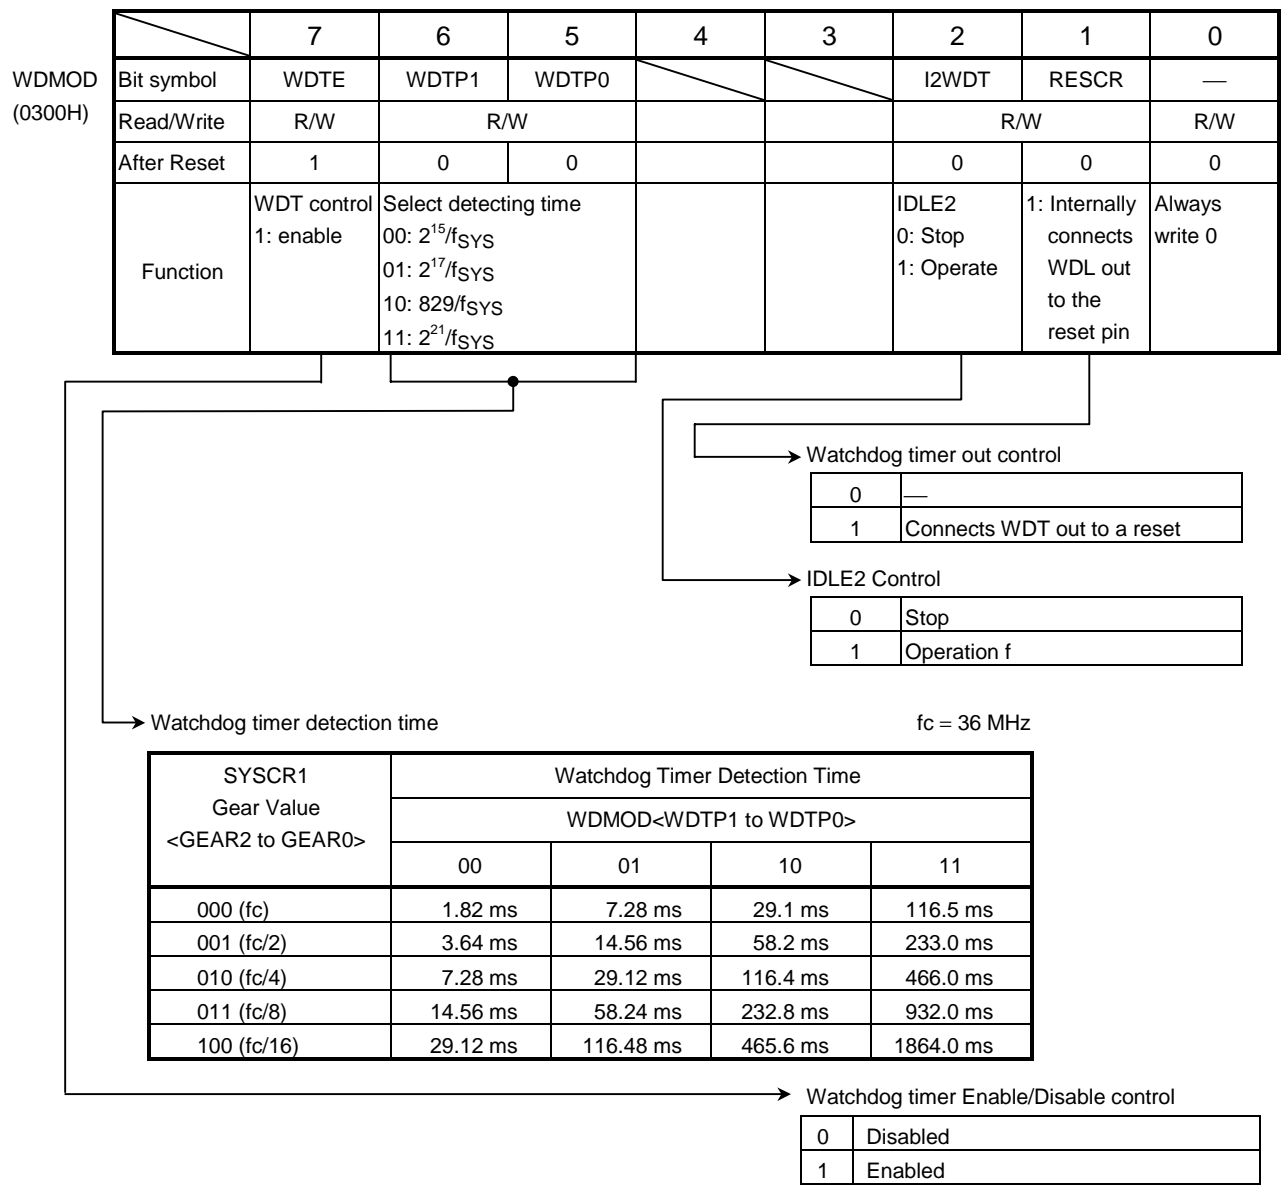 7 6 5 4 3 2 1 0
WDMOD
(0300H)
Bit symbol WDTE WDTP1 WDTP0 I2WDT RESCR —
Read/Write R/W R/W R/W R/W
After Reset 1 0 0 0 0 0
Function
WDT control
1: enable
Select detecting time
00: 2^15/fSYS
01: 2^17/fSYS
10: 829/fSYS
11: 2^21/fSYS
IDLE2
0: Stop
1: Operate
1: Internally
connects
WDL out
to the
reset pin
Always
write 0
Watchdog timer out control
0 —
1 Connects WDT out to a reset
IDLE2 Control
0 Stop
1 Operation f
Watchdog timer detection time fc = 36 MHz
SYSCR1
Gear Value
<GEAR2 to GEAR0>
Watchdog Timer Detection Time
WDMOD<WDTP1 to WDTP0>
00 01 10 11
000 (fc) 1.82 ms 7.28 ms 29.1 ms 116.5 ms
001 (fc/2) 3.64 ms 14.56 ms 58.2 ms 233.0 ms
010 (fc/4) 7.28 ms 29.12 ms 116.4 ms 466.0 ms
011 (fc/8) 14.56 ms 58.24 ms 232.8 ms 932.0 ms
100 (fc/16) 29.12 ms 116.48 ms 465.6 ms 1864.0 ms
Watchdog timer Enable/Disable control
0 Disabled
1 Enabled